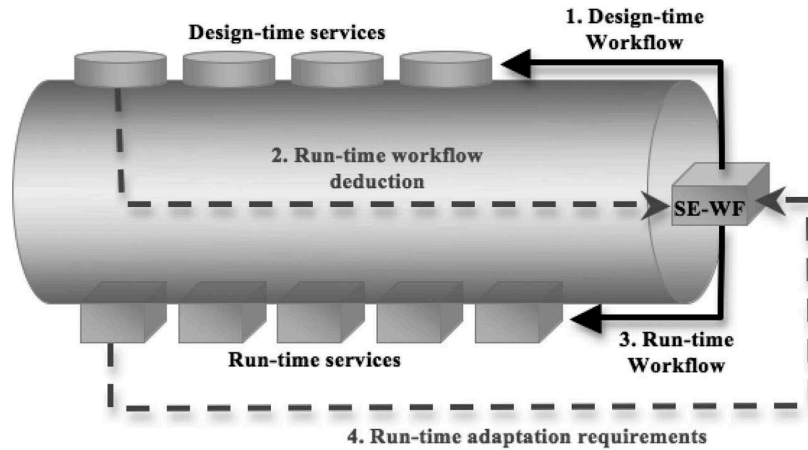 1. Design-time
Workflow
Design-time services
2. Run-time workflow
deduction
SE-WF
3. Run-time
Workflow
Run-time services
4. Run-time adaptation requirements